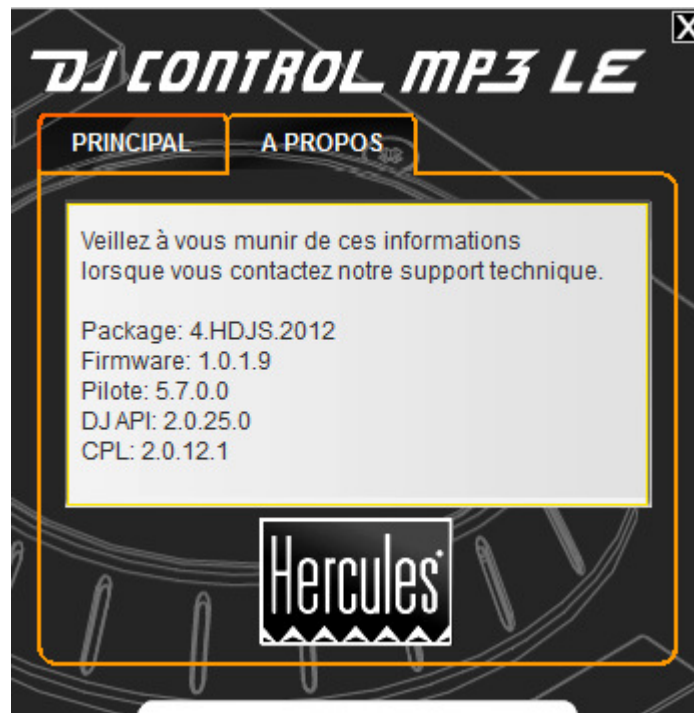 X
DJ CONTROL MP3 LE
PRINCIPAL
A PROPOS
Veillez à vous munir de ces informations
lorsque vous contactez notre support technique.
Package: 4.HDJS.2012
Firmware: 1.0.1.9
Pilote: 5.7.0.0
DJ API: 2.0.25.0
CPL: 2.0.12.1
Hercules